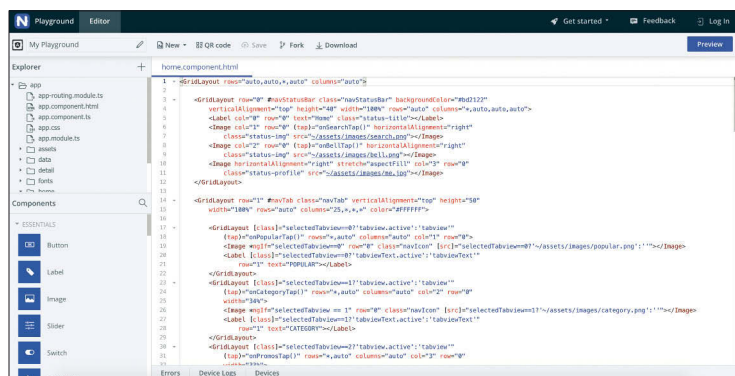 N Playground Editor Get started Feedback Log in
My Playground New QR code Save Fork Download Preview
Explorer +
home.component.html
app
app-routing.module.ts
app.component.html
app.component.ts
app.css
app.module.ts
assets
data
detail
fonts
home
Components
ESSENTIALS
Button
Label
Image
Slider
Switch
1 <GridLayout rows="auto,auto,*,auto" columns="auto">
2
3 <GridLayout row="0" #navStatusBar class="navStatusBar" backgroundColor="#bd2122"
4 verticalAlignment="top" height="40" width="100%" rows="auto" columns="*,auto,auto,auto">
5 <Label col="0" row="0" text="Home" class="status-title"></Label>
6 <Image col="1" row="0" (tap)="onSearchTap()" horizontalAlignment="right"
7 class="status-img" src="~/assets/images/search.png"></Image>
8 <Image col="2" row="0" (tap)="onBellTap()" horizontalAlignment="right"
9 class="status-img" src="~/assets/images/bell.png"></Image>
10 <Image horizontalAlignment="right" stretch="aspectFill" col="3" row="0"
11 class="status-profile" src="~/assets/images/me.jpg"></Image>
12 </GridLayout>
13
14 <GridLayout row="1" #navTab class="navTab" verticalAlignment="top" height="50"
15 width="100%" rows="auto" columns="25,*,*,*" color="#FFFFFF">
16
17 <GridLayout [class]="selectedTabview==0?'tabview.active':'tabview'"
18 (tap)="onPopularTap()" rows="*,auto" columns="auto" col="1" row="0">
19 <Image *ngIf="selectedTabview==0" row="0" class="navIcon" [src]="selectedTabview==0?'~/assets/images/popular.png':''"></Image>
20 <Label [class]="selectedTabview==0?'tabviewText.active':'tabviewText'"
21 row="1" text="POPULAR"></Label>
22 </GridLayout>
23 <GridLayout [class]="selectedTabview==1?'tabview.active':'tabview'"
24 (tap)="onCategoryTap()" rows="*,auto" columns="auto" col="2" row="0"
25 width="34%">
26 <Image *ngIf="selectedTabview == 1" row="0" class="navIcon" [src]="selectedTabview==1?'~/assets/images/category.png':''"></Image>
27 <Label [class]="selectedTabview==1?'tabviewText.active':'tabviewText'"
28 row="1" text="CATEGORY"></Label>
29 </GridLayout>
30 <GridLayout [class]="selectedTabview==2?'tabview.active':'tabview'"
31 (tap)="onPromosTap()" rows="*,auto" columns="auto" col="3" row="0"
Errors Device Logs Devices